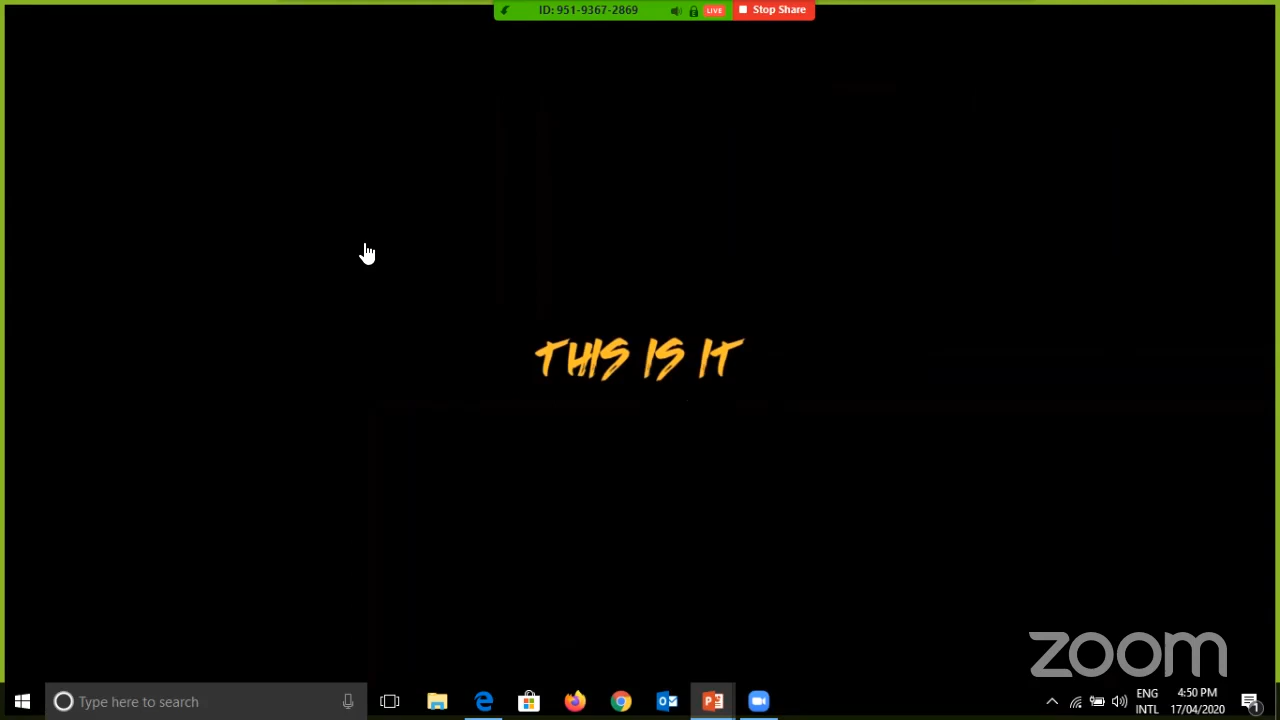 ID: 951-9367-2869 LIVE Stop Share
THIS IS IT
zoom
Type here to search
ENG
INTL
4:50 PM
17/04/2020
1